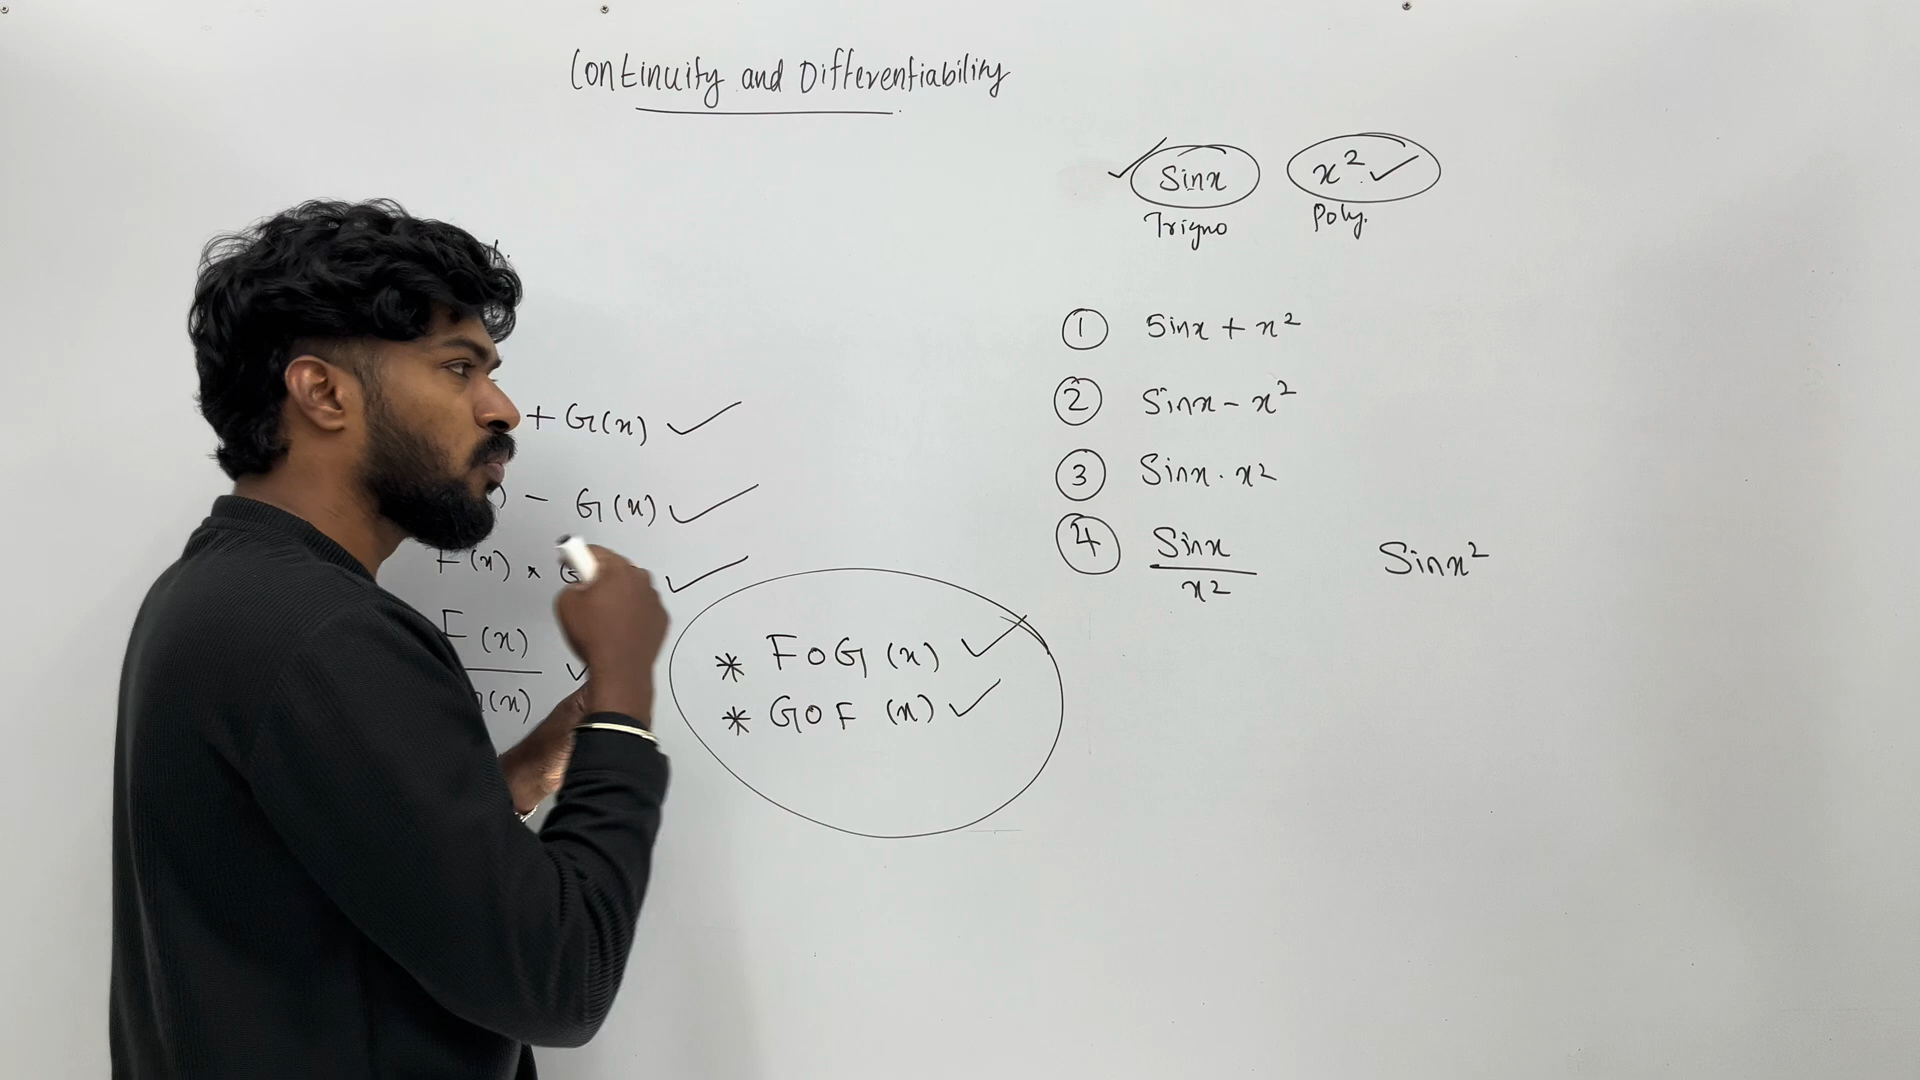 Continuity and Differentiability
✓ Sinx x² ✓
Trigno Poly.
+ G(x) ✓
) - G(x) ✓
F(x) * G ✓
F(x)
(x)
* FoG (x) ✓
* GOF (x) ✓
① Sinx + x²
② Sinx - x²
③ Sinx . x²
④ Sinx
x²
Sinx²